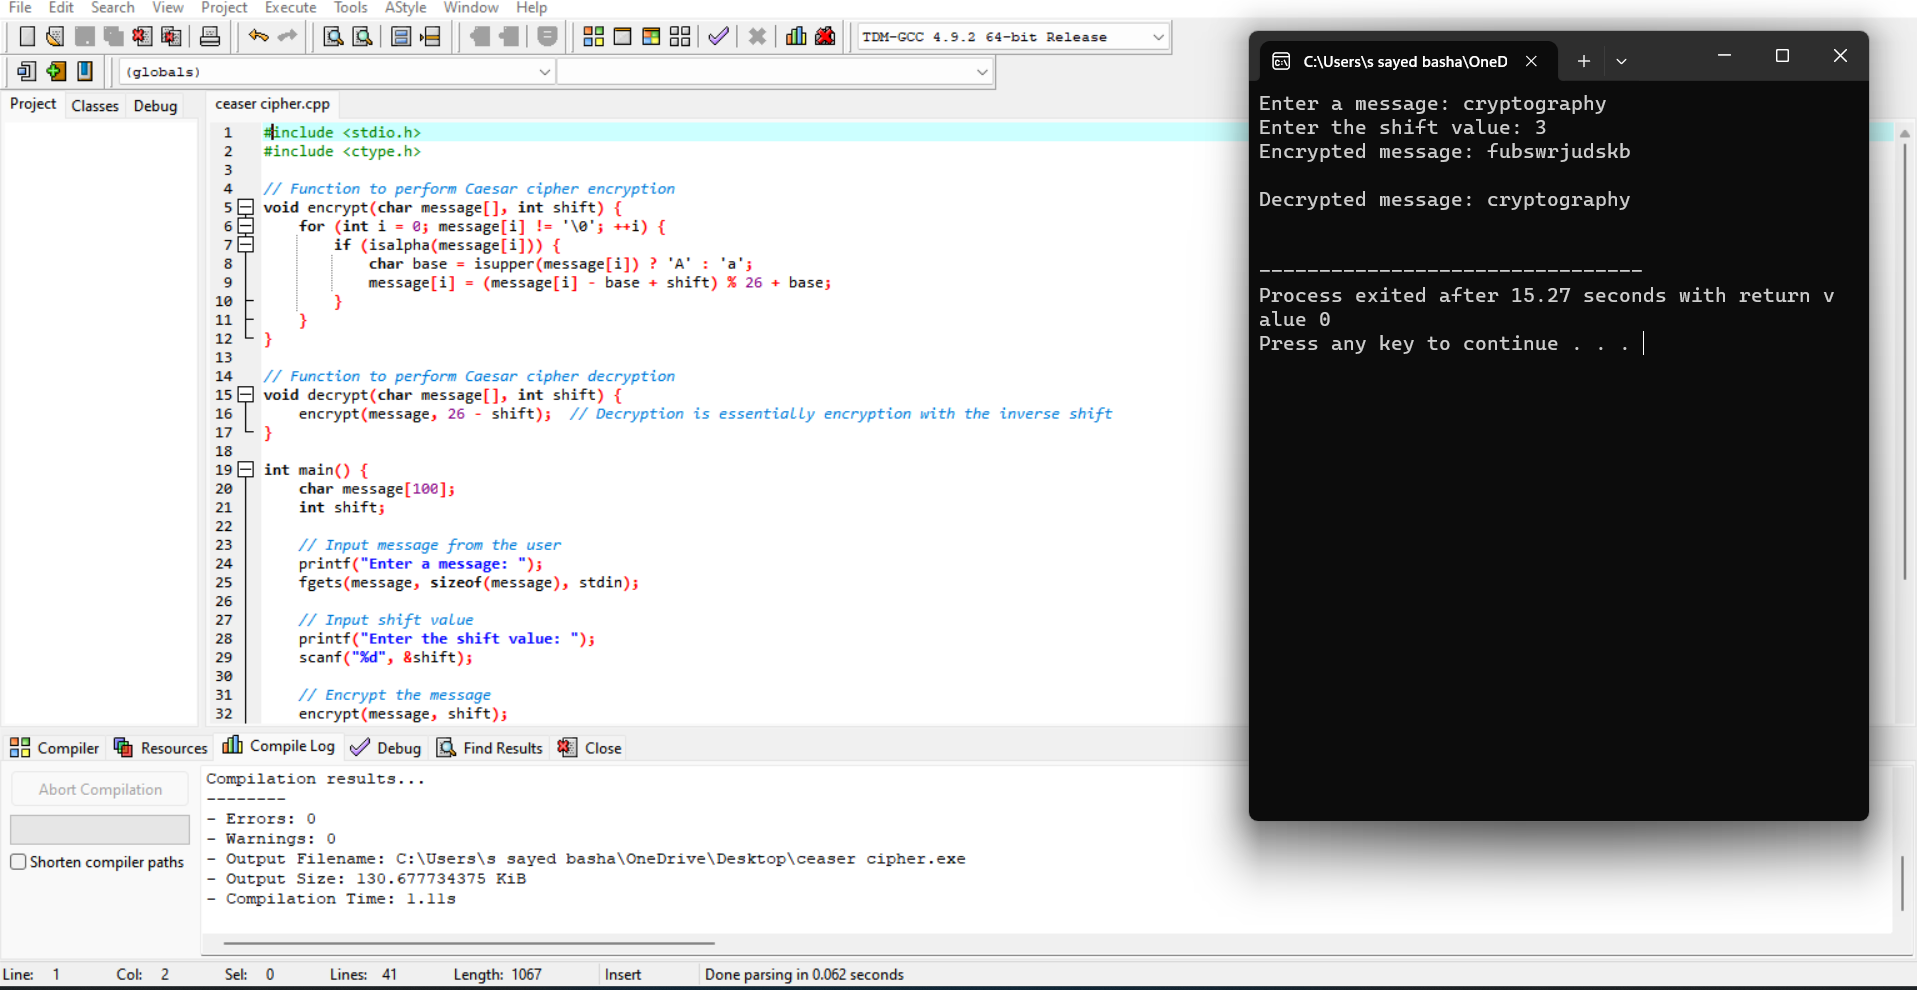 File Edit Search View Project Execute Tools AStyle Window Help
TDM-GCC 4.9.2 64-bit Release
(globals)
Project Classes Debug
ceaser cipher.cpp
1 #include <stdio.h>
2 #include <ctype.h>
3
4 // Function to perform Caesar cipher encryption
5 void encrypt(char message[], int shift) {
6 for (int i = 0; message[i] != '\0'; ++i) {
7 if (isalpha(message[i])) {
8 char base = isupper(message[i]) ? 'A' : 'a';
9 message[i] = (message[i] - base + shift) % 26 + base;
10 }
11 }
12 }
13
14 // Function to perform Caesar cipher decryption
15 void decrypt(char message[], int shift) {
16 encrypt(message, 26 - shift); // Decryption is essentially encryption with the inverse shift
17 }
18
19 int main() {
20 char message[100];
21 int shift;
22
23 // Input message from the user
24 printf("Enter a message: ");
25 fgets(message, sizeof(message), stdin);
26
27 // Input shift value
28 printf("Enter the shift value: ");
29 scanf("%d", &shift);
30
31 // Encrypt the message
32 encrypt(message, shift);
C:\Users\s sayed basha\OneD
Enter a message: cryptography
Enter the shift value: 3
Encrypted message: fubswrjudskb
Decrypted message: cryptography
--------------------------------
Process exited after 15.27 seconds with return v
alue 0
Press any key to continue . . .
Compiler Resources Compile Log Debug Find Results Close
Abort Compilation
Shorten compiler paths
Compilation results...
--------
- Errors: 0
- Warnings: 0
- Output Filename: C:\Users\s sayed basha\OneDrive\Desktop\ceaser cipher.exe
- Output Size: 130.677734375 KiB
- Compilation Time: 1.11s
Line: 1 Col: 2 Sel: 0 Lines: 41 Length: 1067 Insert Done parsing in 0.062 seconds